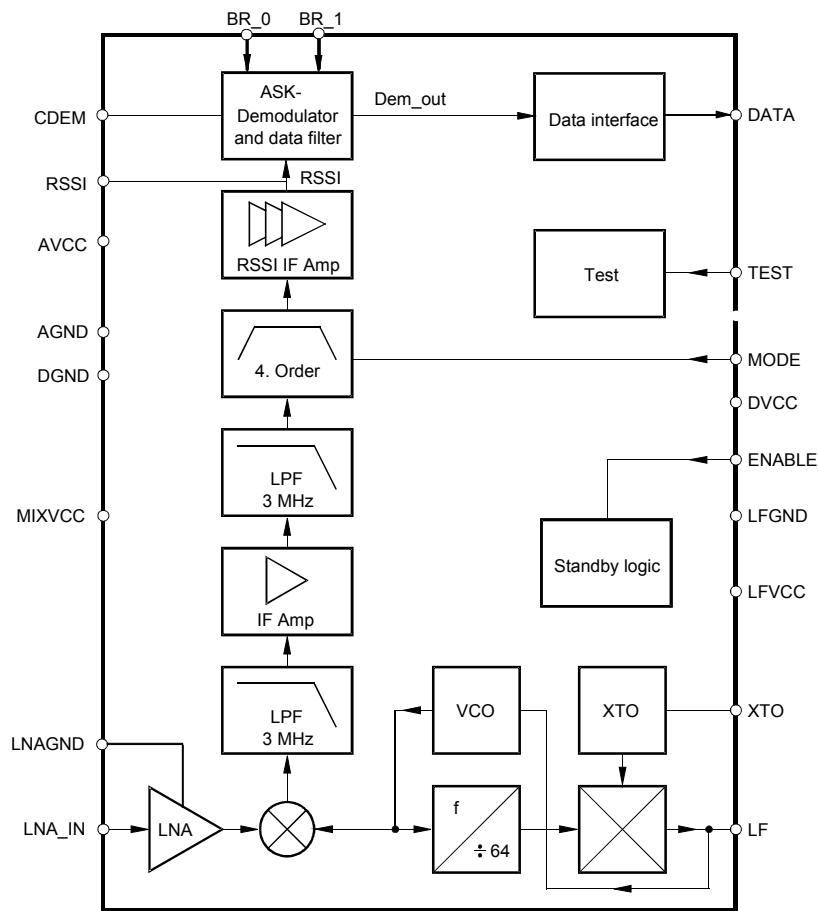 BR_0
BR_1
CDEM
ASK-
Demodulator
and data filter
Dem_out
Data interface
DATA
RSSI
RSSI
AVCC
RSSI IF Amp
Test
TEST
AGND
4. Order
MODE
DGND
DVCC
ENABLE
LPF
3 MHz
MIXVCC
LFGND
Standby logic
LFVCC
IF Amp
LPF
3 MHz
VCO
XTO
XTO
LNAGND
LNA_IN
LNA
f
÷ 64
LF